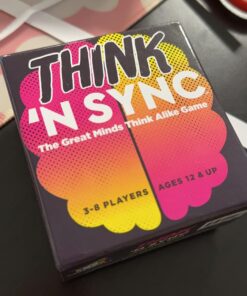 THINK
'N SYNC
The Great Minds Think Alike Game
3-8 PLAYERS
AGES 12 & UP